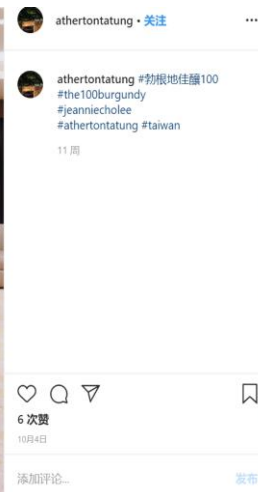 athertontatung • 关注
athertontatung #勃根地佳釀100
#the100burgundy
#jeanniecholee
#athertontatung #taiwan
11 周
6 次赞
10月4日
添加评论...
发布